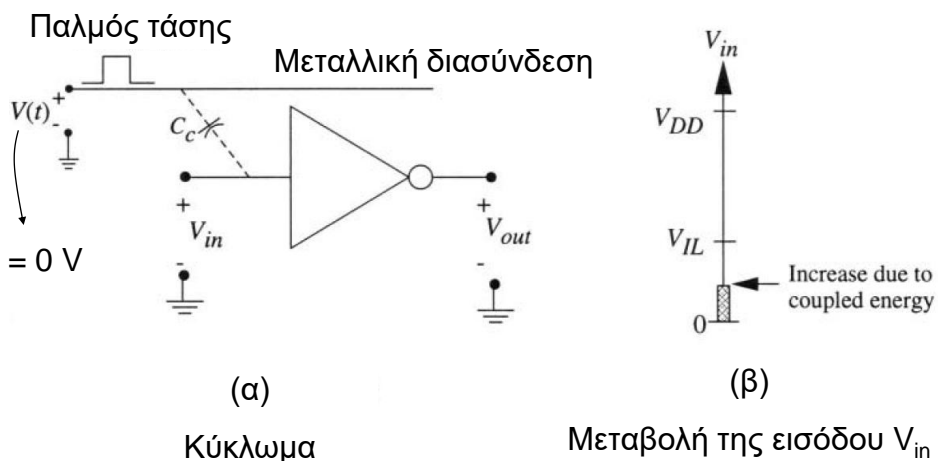 Παλμός τάσης
Μεταλλική διασύνδεση
V(t)
+
-
C_c
+
V_in
-
= 0 V
+
V_out
-
V_in
V_DD
V_IL
Increase due to
coupled energy
0
(α)
Κύκλωμα
(β)
Μεταβολή της εισόδου V_in